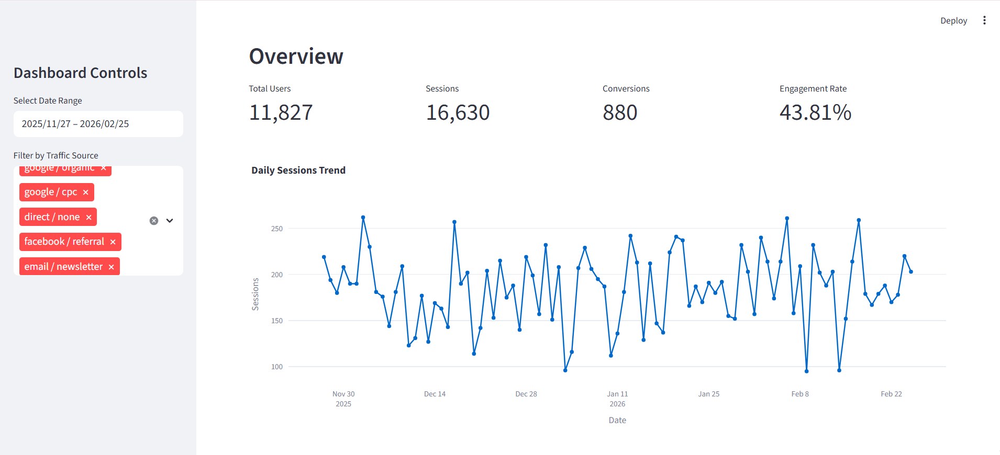 Deploy
Dashboard Controls
Select Date Range
2025/11/27 – 2026/02/25
Filter by Traffic Source
google / organic
google / cpc
direct / none
facebook / referral
email / newsletter
Overview
Total Users
11,827
Sessions
16,630
Conversions
880
Engagement Rate
43.81%
Daily Sessions Trend
Sessions
250
200
150
100
Nov 30
2025
Dec 14
Dec 28
Jan 11
2026
Jan 25
Feb 8
Feb 22
Date